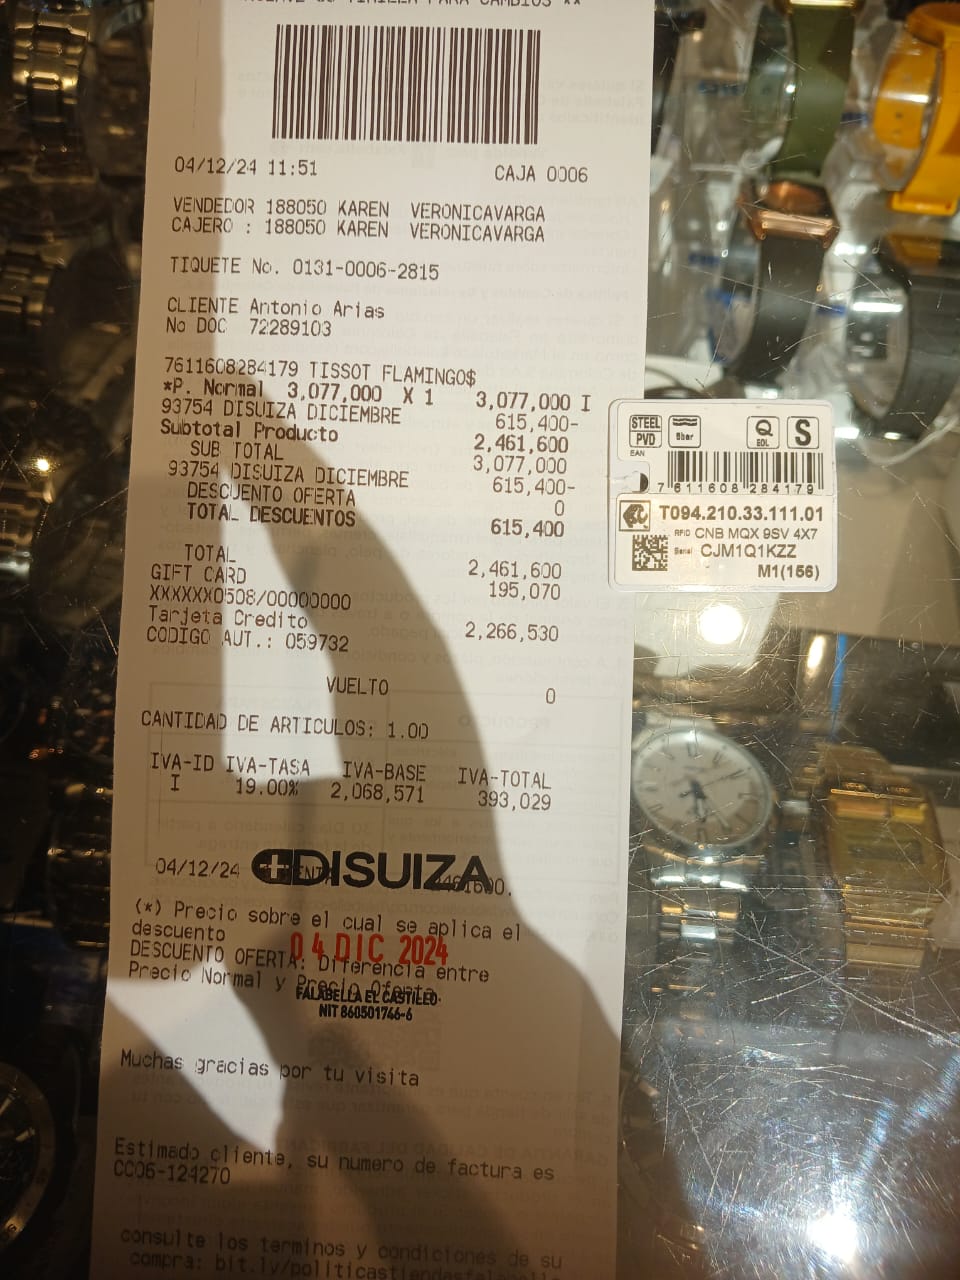 PARA CAMBIOS **
04/12/24 11:51 CAJA 0006
VENDEDOR 188050 KAREN VERONICAVARGA
CAJERO : 188050 KAREN VERONICAVARGA
TIQUETE No. 0131-0006-2815
CLIENTE Antonio Arias
No DOC 72289103
7611608284179 TISSOT FLAMINGO$
*P. Normal 3,077,000 X 1 3,077,000 I
93754 DISUIZA DICIEMBRE 615,400-
Subtotal Producto 2,461,600
SUB TOTAL 3,077,000
93754 DISUIZA DICIEMBRE 615,400-
DESCUENTO OFERTA 0
TOTAL DESCUENTOS 615,400
TOTAL 2,461,600
GIFT CARD 195,070
XXXXXX0508/00000000
Tarjeta Credito 2,266,530
CODIGO AUT.: 059732
VUELTO 0
CANTIDAD DE ARTICULOS: 1.00
IVA-ID IVA-TASA IVA-BASE IVA-TOTAL
I 19.00% 2,068,571 393,029
04/12/24 DISUIZA
(*) Precio sobre el cual se aplica el
descuento
04 DIC 2024
DESCUENTO OFERTA: Diferencia entre
Precio Normal y Precio Oferta.
FALABELLA EL CASTILLO
NIT 860501746-6
Muchas gracias por tu visita
Estimado cliente, su numero de factura es
CC06-124270
consulte los terminos y condiciones de su
compra:
STEEL
PVD
6bar
Q
EOL
S
EAN
7 611608 284179
T094.210.33.111.01
RFID CNB MQX 9SV 4X7
Serial CJM1Q1KZZ
M1(156)